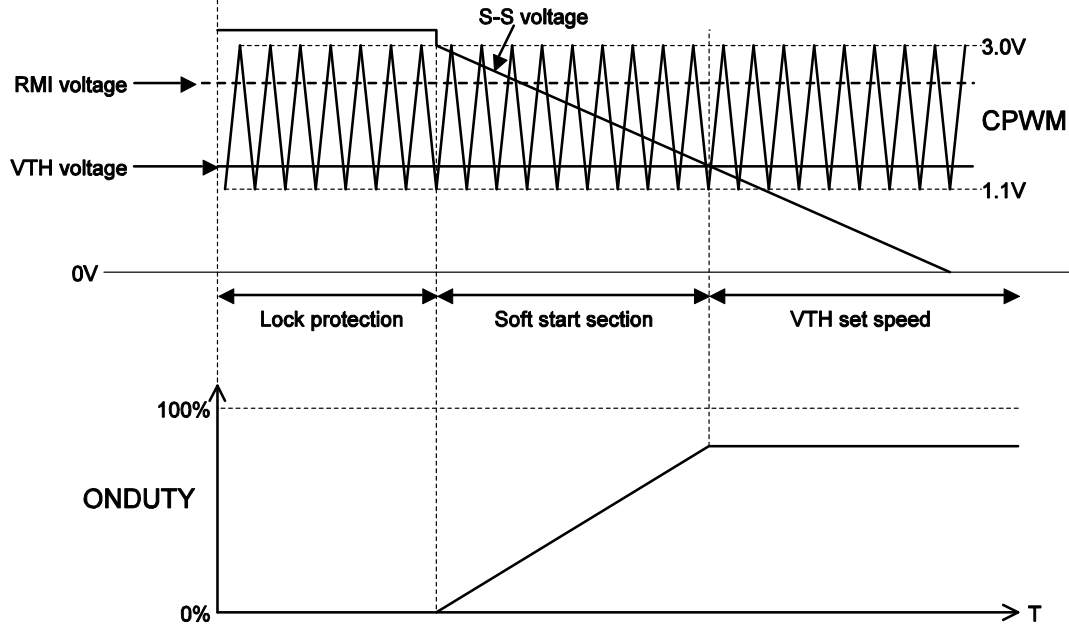 S-S voltage
3.0V
RMI voltage
CPWM
VTH voltage
1.1V
0V
Lock protection
Soft start section
VTH set speed
100%
ONDUTY
0%
T